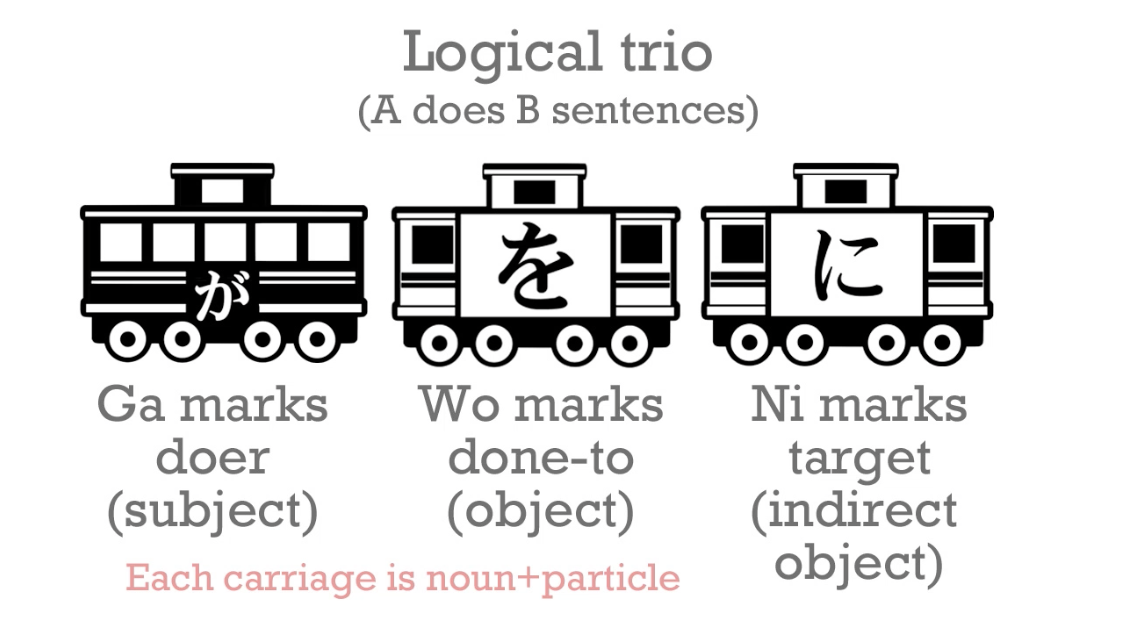 Logical trio
(A does B sentences)
が
を
に
Ga marks
doer
(subject)
Wo marks
done-to
(object)
Ni marks
target
(indirect
object)
Each carriage is noun+particle